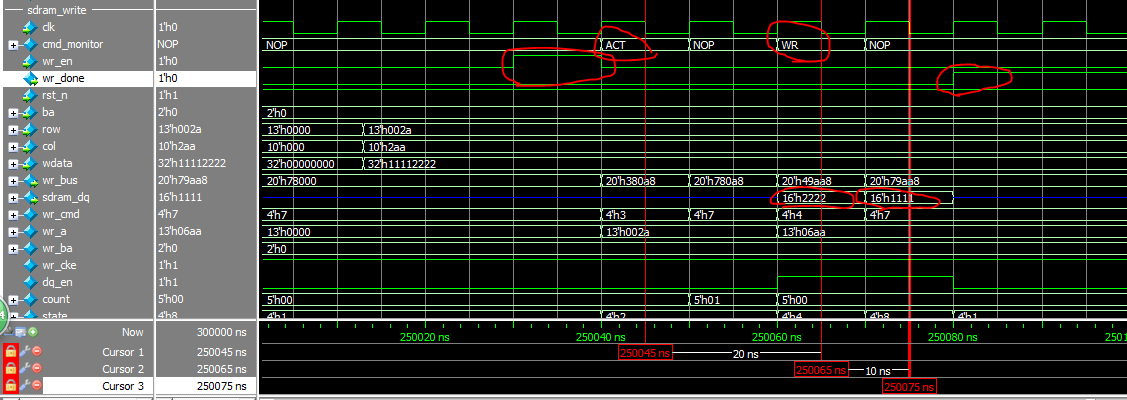 sdram_write
clk 1'h0
cmd_monitor NOP NOP ACT NOP WR NOP
wr_en 1'h0
wr_done 1'h0
rst_n 1'h1
ba 2'h0 2'h0
row 13'h002a 13'h0000 13'h002a
col 10'h2aa 10'h000 10'h2aa
wdata 32'h11112222 32'h00000000 32'h11112222
wr_bus 20'h79aa8 20'h78000 20'h380a8 20'h780a8 20'h49aa8 20'h79aa8
sdram_dq 16'h1111 16'h2222 16'h1111
wr_cmd 4'h7 4'h7 4'h3 4'h7 4'h4 4'h7
wr_a 13'h06aa 13'h0000 13'h002a 13'h06aa
wr_ba 2'h0 2'h0
wr_cke 1'h1
dq_en 1'h1
count 5'h00 5'h00 5'h01 5'h00
state 4'h8 4'h1 4'h2 4'h4 4'h8 4'h1
Now 300000 ns 250020 ns 250040 ns 250060 ns 250080 ns
Cursor 1 250045 ns 250045 ns 20 ns
Cursor 2 250065 ns 250065 ns 10 ns
Cursor 3 250075 ns 250075 ns